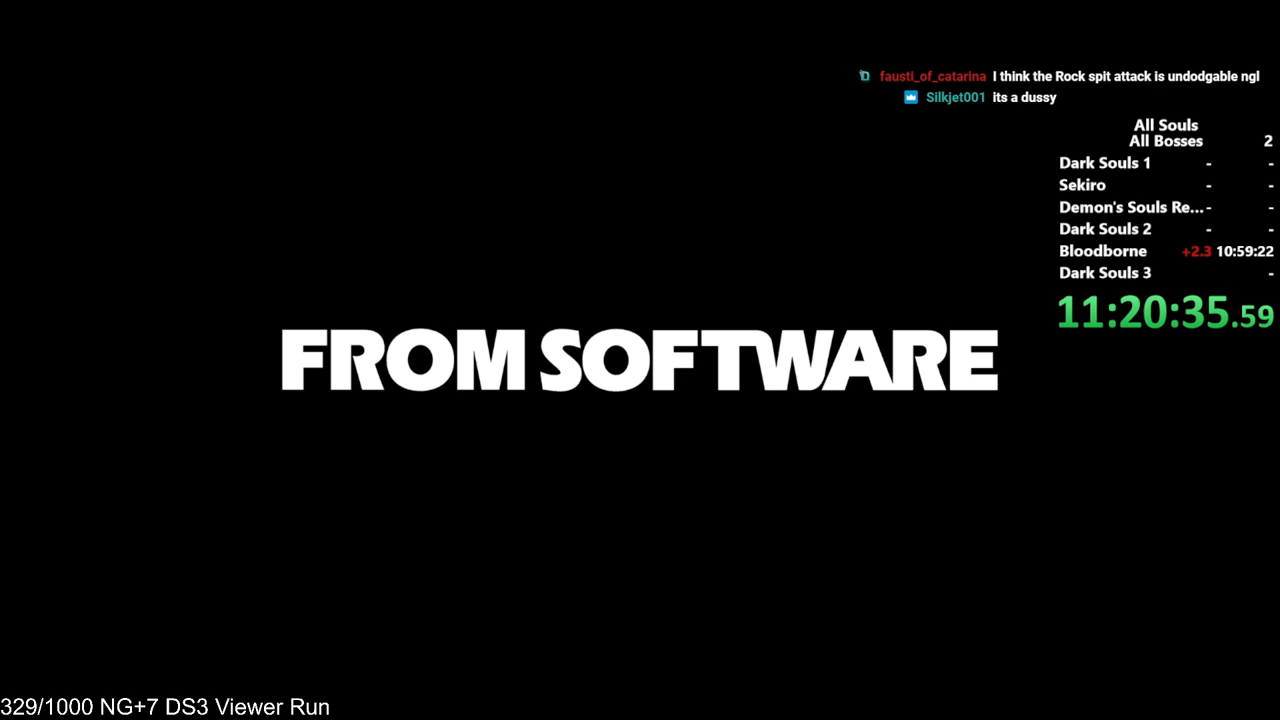 fausti_of_catarina I think the Rock spit attack is undodgable ngl
Silkjet001 its a dussy
All Souls
All Bosses 2
Dark Souls 1 - -
Sekiro - -
Demon's Souls Re... - -
Dark Souls 2 - -
Bloodborne +2.3 10:59:22
Dark Souls 3 -
11:20:35.59
FROM SOFTWARE
329/1000 NG+7 DS3 Viewer Run